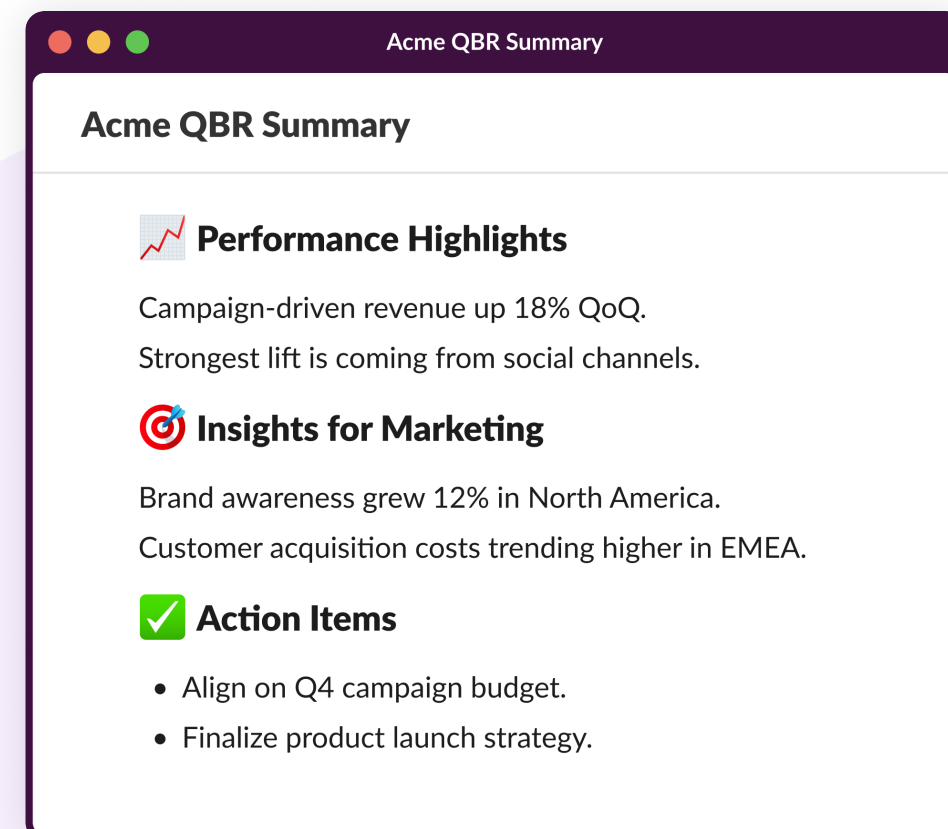 Acme QBR Summary
Acme QBR Summary
Performance Highlights
Campaign-driven revenue up 18% QoQ.
Strongest lift is coming from social channels.
Insights for Marketing
Brand awareness grew 12% in North America.
Customer acquisition costs trending higher in EMEA.
Action Items
• Align on Q4 campaign budget.
• Finalize product launch strategy.